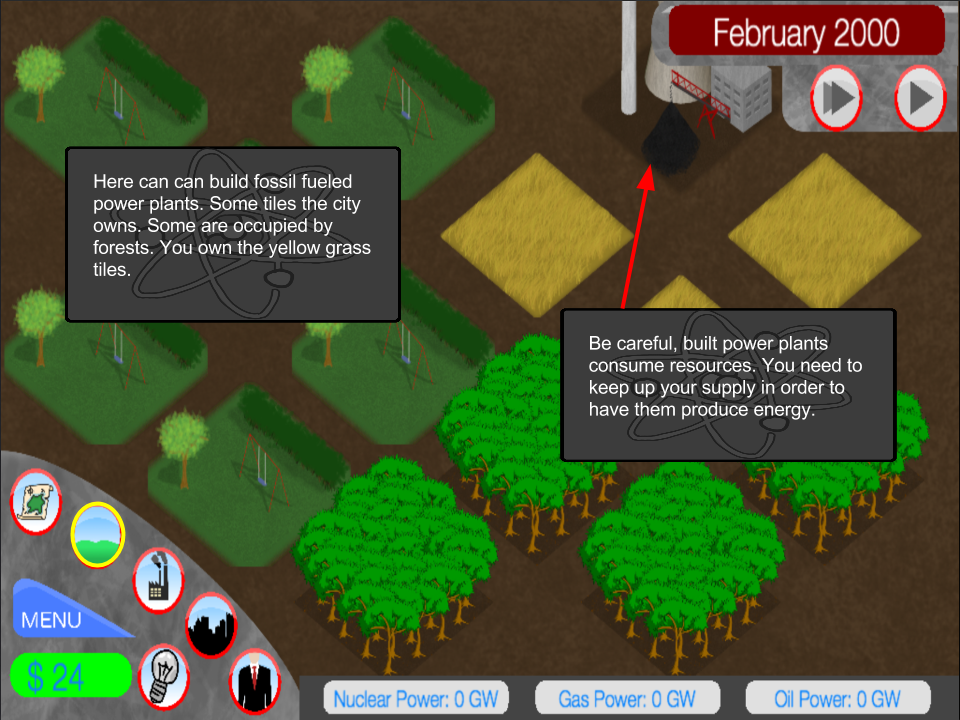 February 2000
Here can can build fossil fueled
power plants. Some tiles the city
owns. Some are occupied by
forests. You own the yellow grass
tiles.
Be careful, built power plants
consume resources. You need to
keep up your supply in order to
have them produce energy.
MENU
$ 24
Nuclear Power: 0 GW
Gas Power: 0 GW
Oil Power: 0 GW